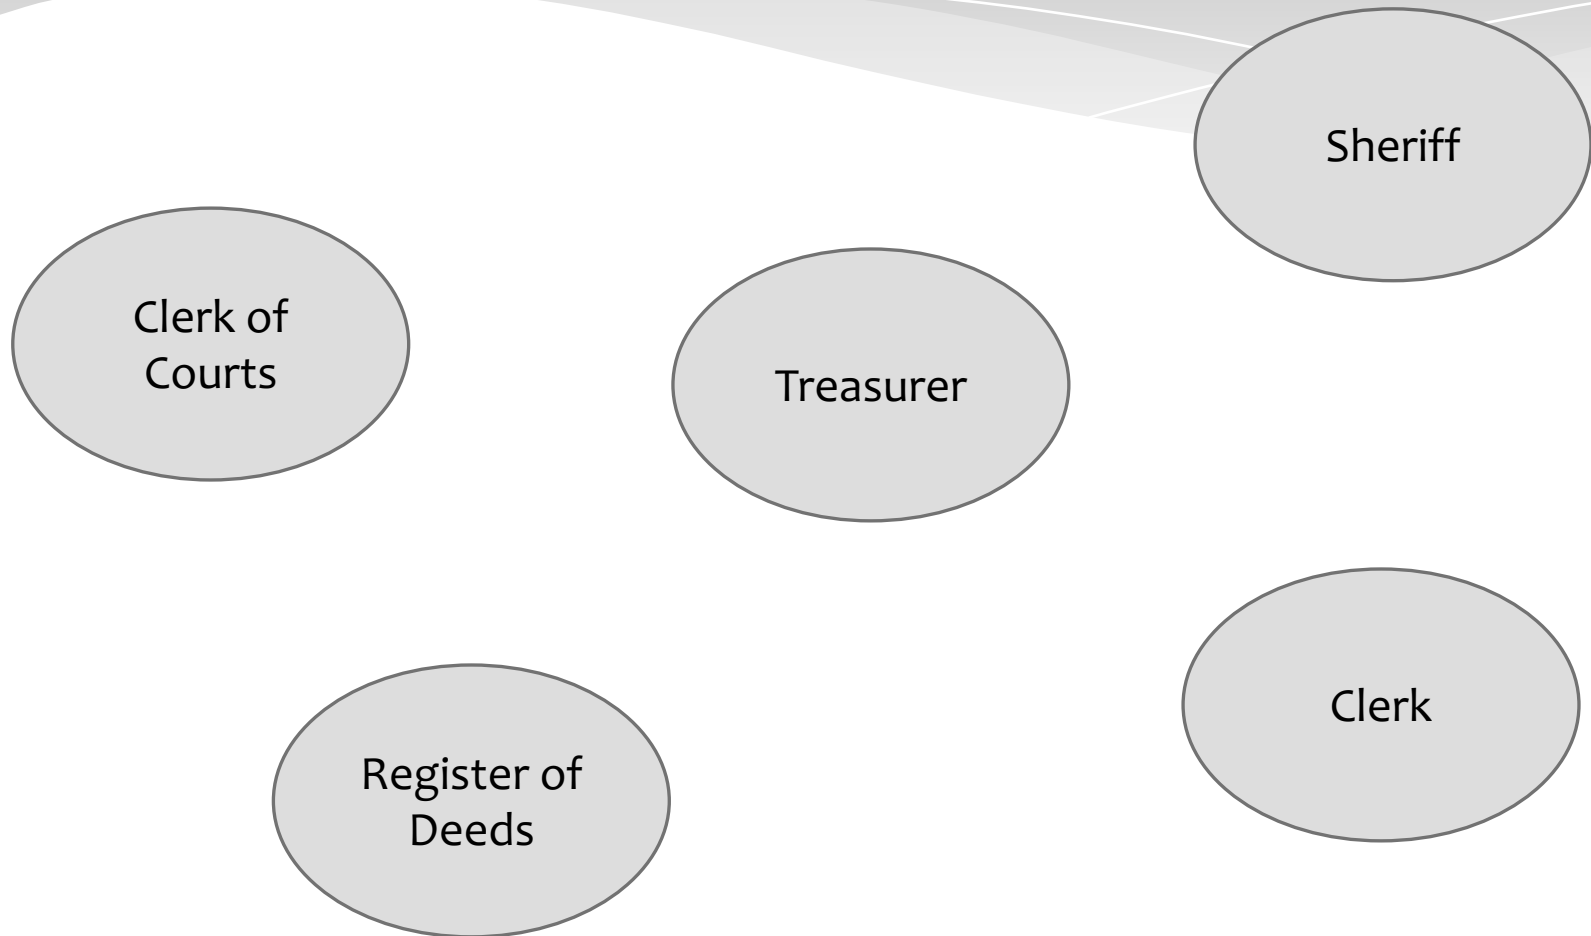 Sheriff
Clerk of
Courts
Treasurer
Clerk
Register of
Deeds